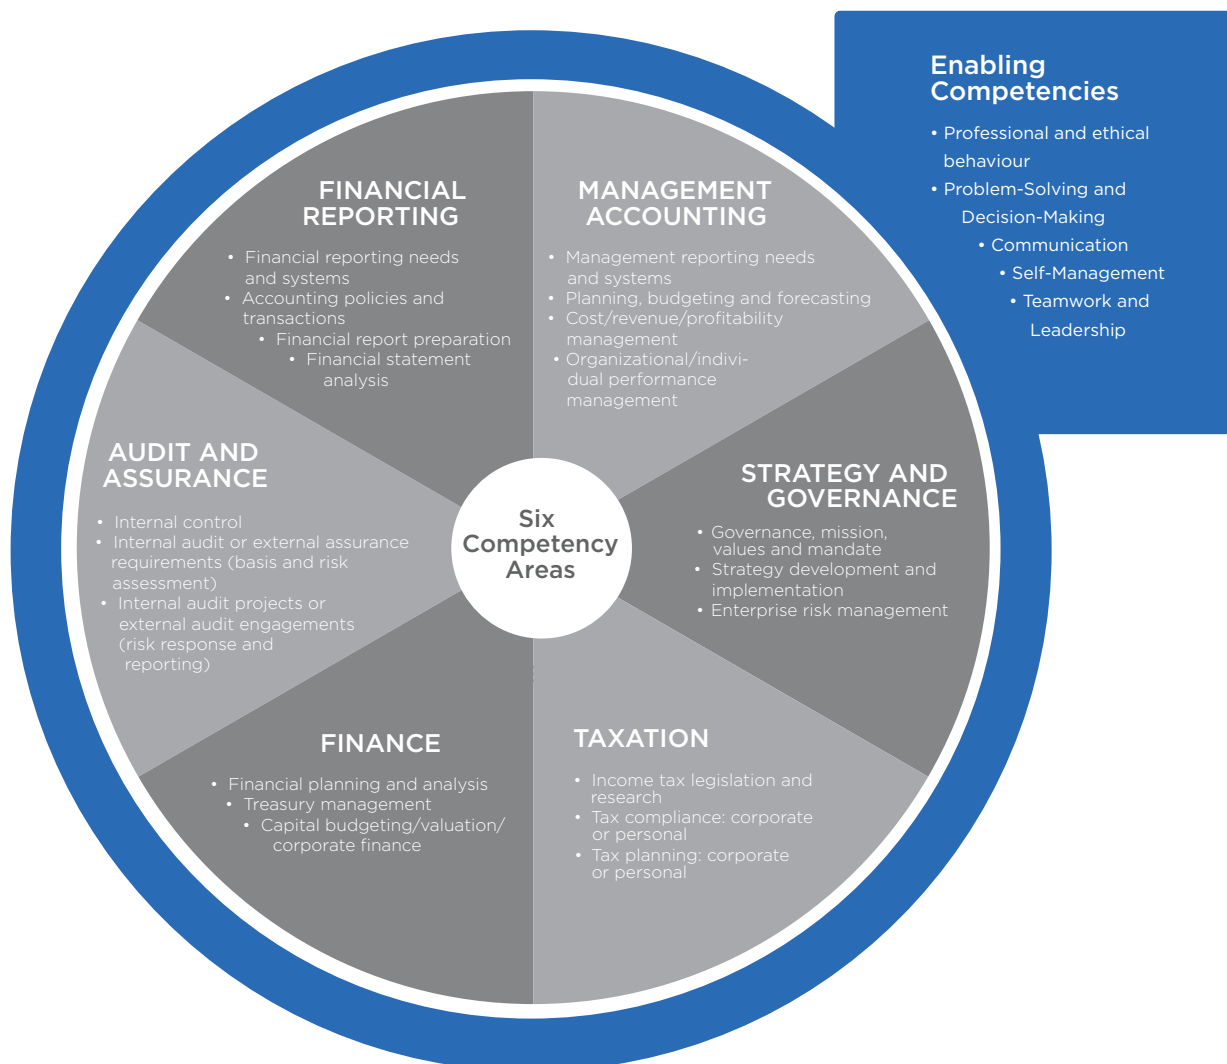 Enabling
Competencies
• Professional and ethical
behaviour
• Problem-Solving and
Decision-Making
• Communication
• Self-Management
• Teamwork and
Leadership
FINANCIAL
REPORTING
• Financial reporting needs
and systems
• Accounting policies and
transactions
• Financial report preparation
• Financial statement
analysis
MANAGEMENT
ACCOUNTING
• Management reporting needs
and systems
• Planning, budgeting and forecasting
• Cost/revenue/profitability
management
• Organizational/indivi-
dual performance
management
AUDIT AND
ASSURANCE
• Internal control
• Internal audit or external assurance
requirements (basis and risk
assessment)
• Internal audit projects or
external audit engagements
(risk response and
reporting)
Six
Competency
Areas
STRATEGY AND
GOVERNANCE
• Governance, mission,
values and mandate
• Strategy development and
implementation
• Enterprise risk management
FINANCE
• Financial planning and analysis
• Treasury management
• Capital budgeting/valuation/
corporate finance
TAXATION
• Income tax legislation and
research
• Tax compliance: corporate
or personal
• Tax planning: corporate
or personal